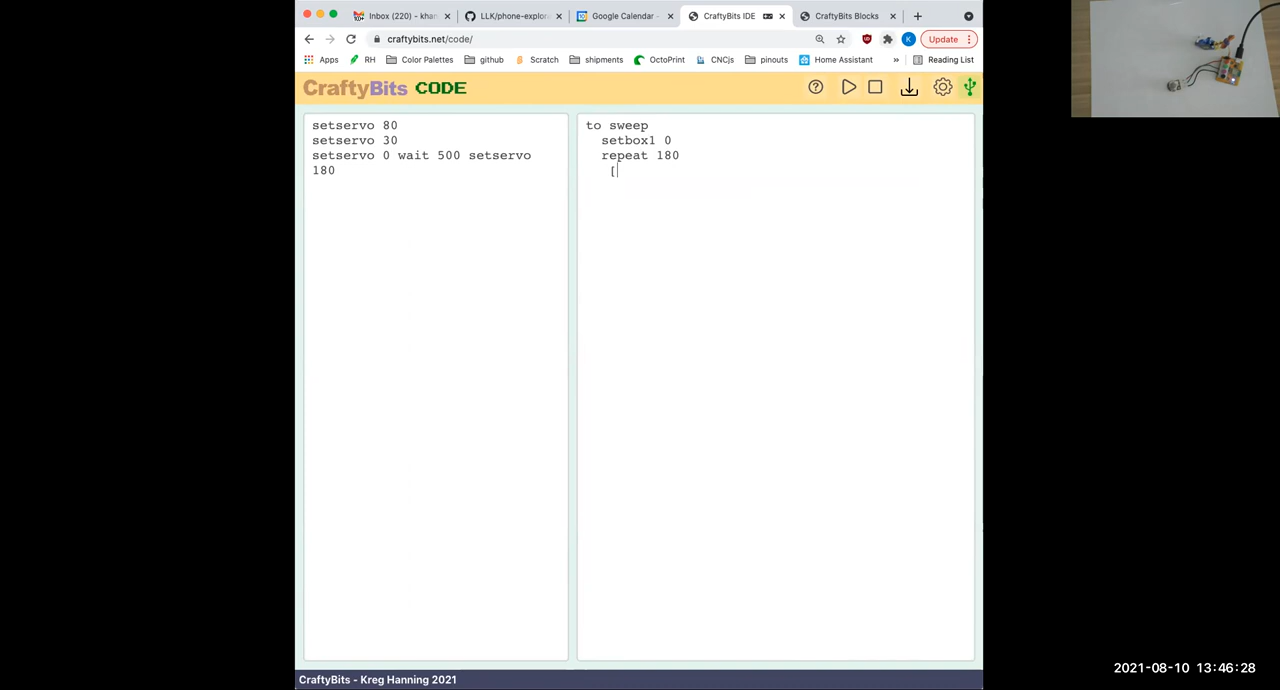 Inbox (220) - khan
LLK/phone-explor
Google Calendar -
CraftyBits IDE
CraftyBits Blocks
craftybits.net/code/
K
Update
Apps
RH
Color Palettes
github
Scratch
shipments
OctoPrint
CNCjs
pinouts
Home Assistant
»
Reading List
CraftyBits CODE
setservo 80
setservo 30
setservo 0 wait 500 setservo
180
to sweep
setbox1 0
repeat 180
[
CraftyBits - Kreg Hanning 2021
2021-08-10 13:46:28